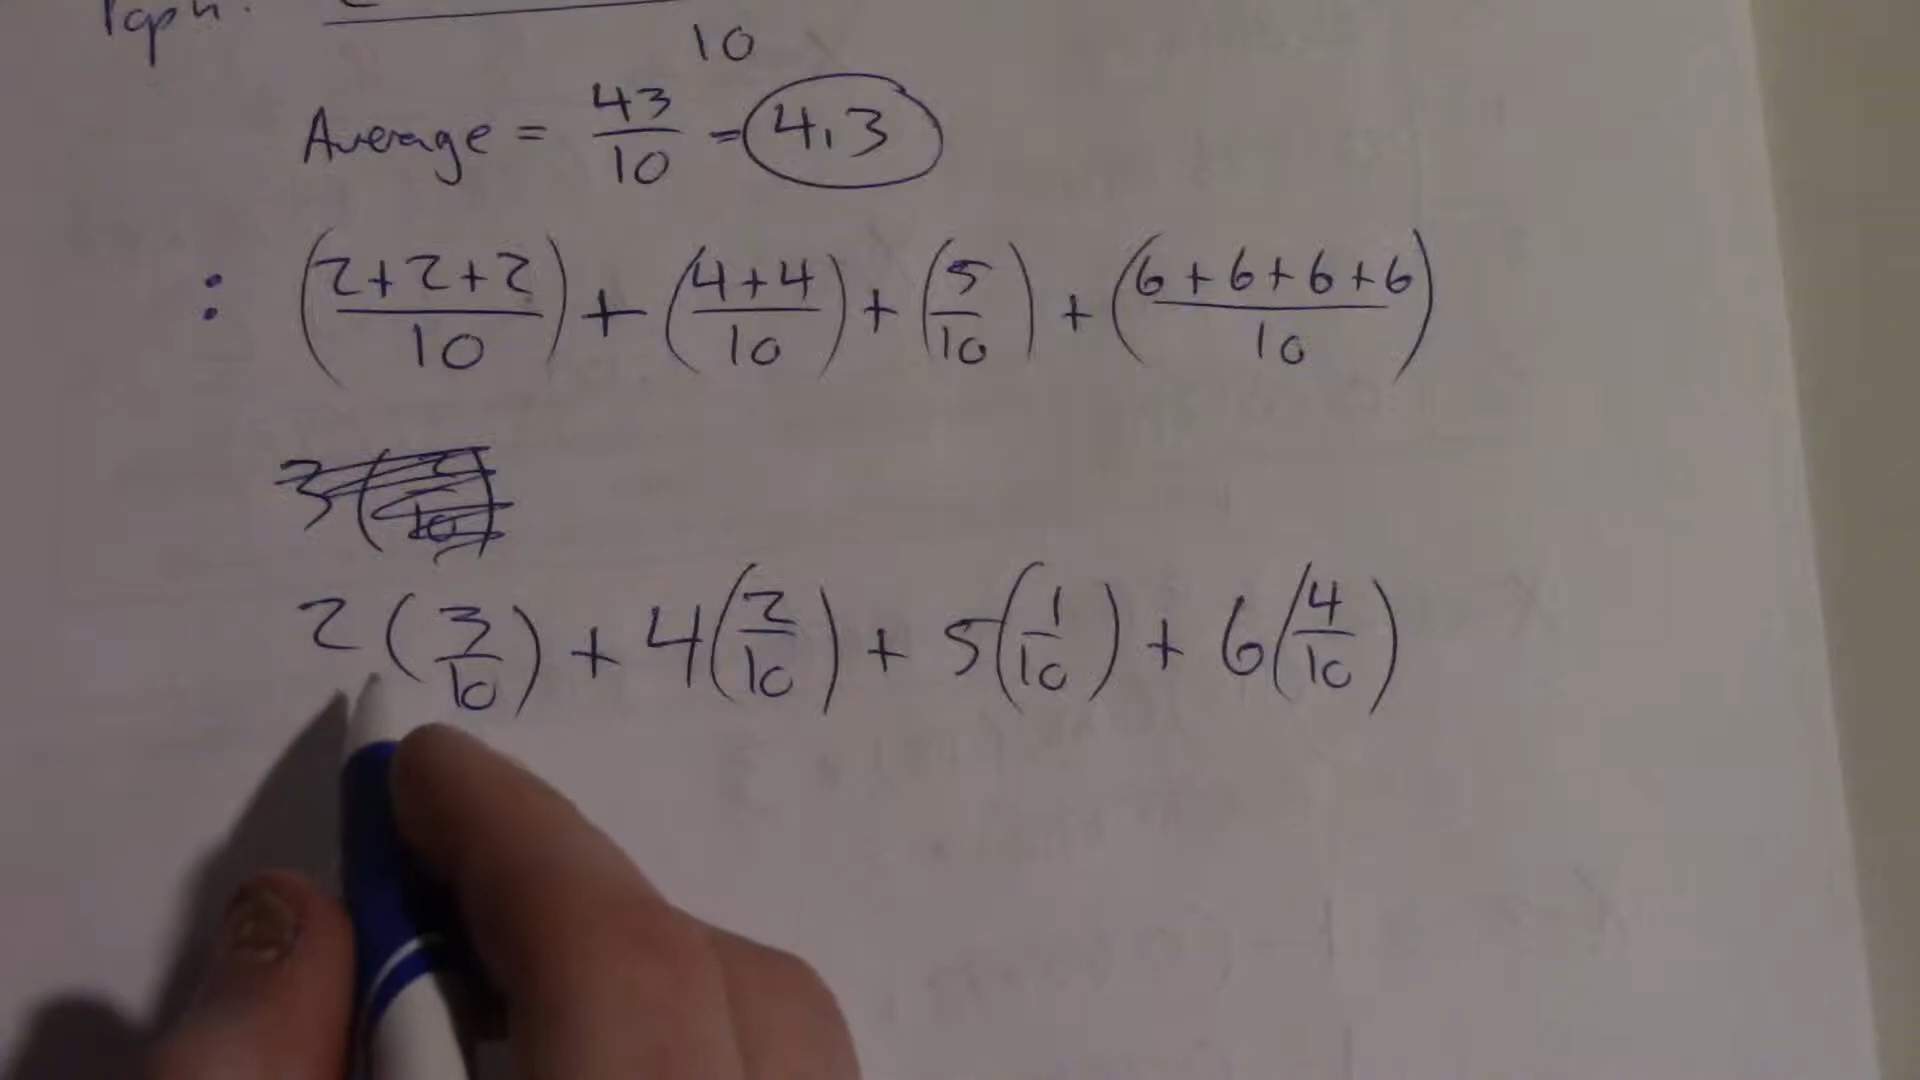 10
Average = 43/10 = 4.3
: (2+2+2/10) + (4+4/10) + (5/10) + (6+6+6+6/10)
2(3/10) + 4(2/10) + 5(1/10) + 6(4/10)